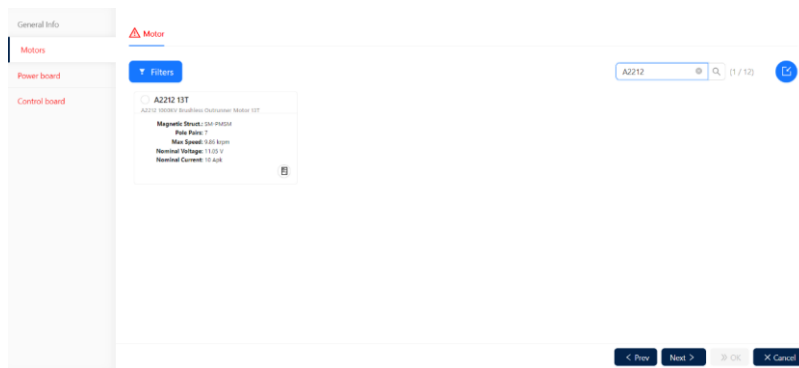 General Info
Motors
Power board
Control board
Motor
Filters
A2212
(1 / 12)
A2212 13T
A2212 1000KV Brushless Outrunner Motor 13T
Magnetic Struct.: SM-PMSM
Pole Pairs: 7
Max Speed: 9.86 krpm
Nominal Voltage: 11.05 V
Nominal Current: 10 Apk
< Prev
Next >
OK
Cancel